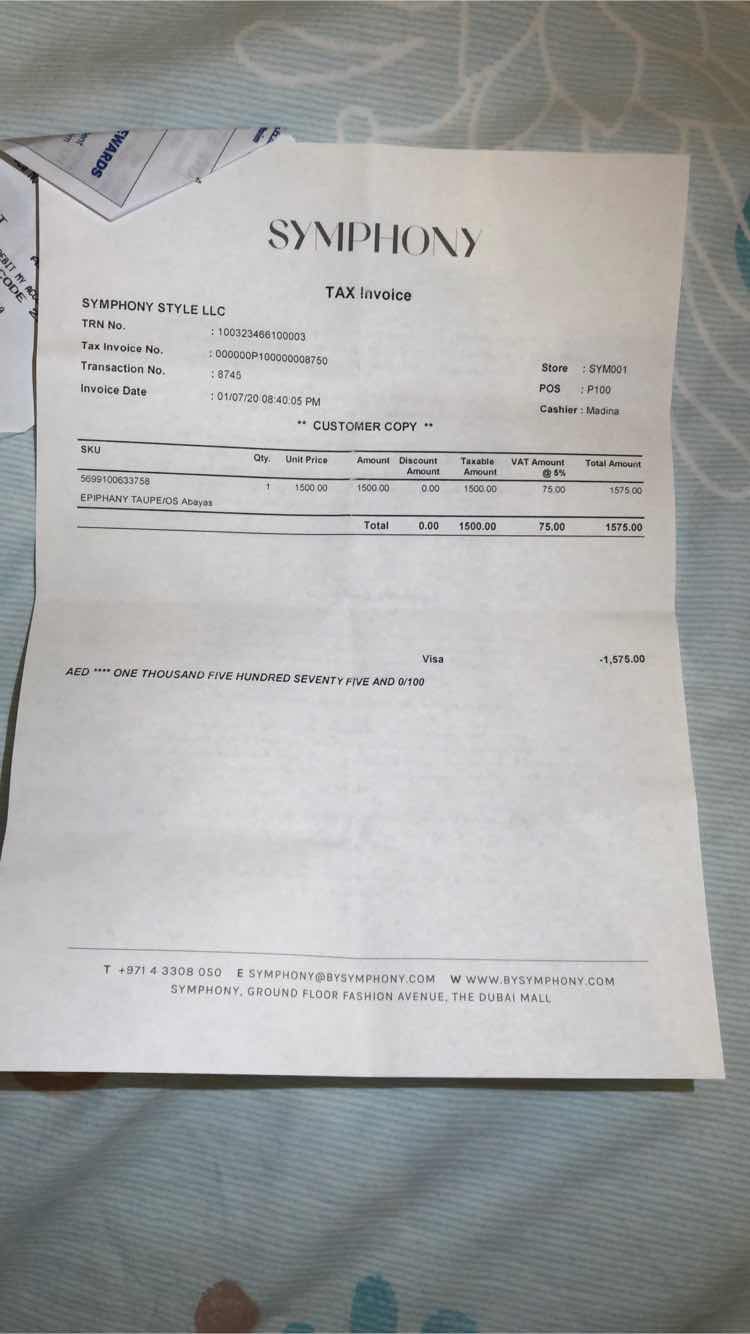 EWARDS
SYMPHONY
TAX Invoice
SYMPHONY STYLE LLC
TRN No. : 100323466100003
Tax Invoice No. : 000000P100000008750
Transaction No. : 8745
Invoice Date : 01/07/20 08:40:05 PM
Store : SYM001
POS : P100
Cashier : Madina
** CUSTOMER COPY **
SKU Qty. Unit Price Amount Discount Amount Taxable Amount VAT Amount @ 5% Total Amount
5699100633758 1 1500.00 1500.00 0.00 1500.00 75.00 1575.00
EPIPHANY TAUPE/OS Abayas
Total 0.00 1500.00 75.00 1575.00
Visa -1,575.00
AED **** ONE THOUSAND FIVE HUNDRED SEVENTY FIVE AND 0/100
T +971 4 3308 050 E SYMPHONY@BYSYMPHONY.COM W WWW.BYSYMPHONY.COM
SYMPHONY, GROUND FLOOR FASHION AVENUE, THE DUBAI MALL